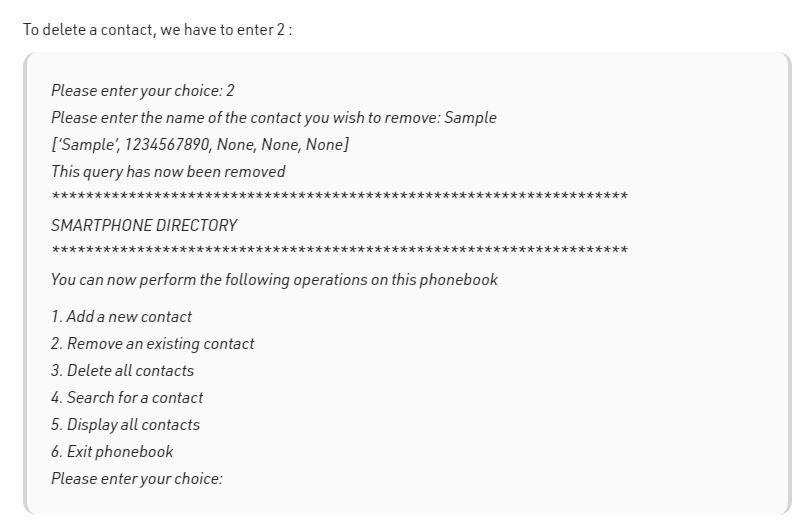 To delete a contact, we have to enter 2 :
Please enter your choice: 2
Please enter the name of the contact you wish to remove: Sample
[‘Sample’, 1234567890, None, None, None]
This query has now been removed
**********************************************************************
SMARTPHONE DIRECTORY
**********************************************************************
You can now perform the following operations on this phonebook
1. Add a new contact
2. Remove an existing contact
3. Delete all contacts
4. Search for a contact
5. Display all contacts
6. Exit phonebook
Please enter your choice: